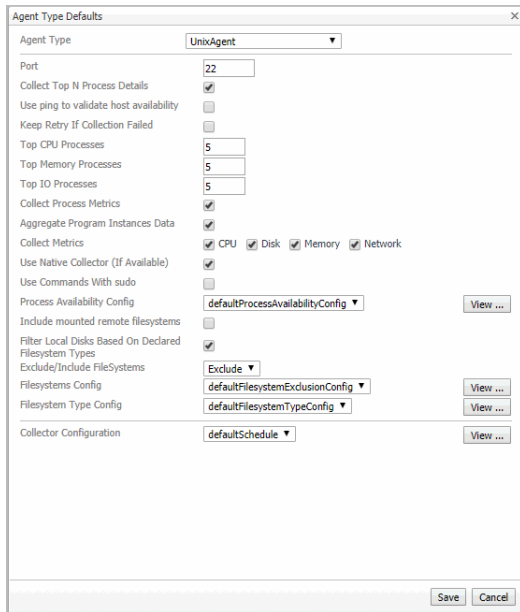 Agent Type Defaults ×
Agent Type UnixAgent
Port 22
Collect Top N Process Details
Use ping to validate host availability
Keep Retry If Collection Failed
Top CPU Processes 5
Top Memory Processes 5
Top IO Processes 5
Collect Process Metrics
Aggregate Program Instances Data
Collect Metrics CPU Disk Memory Network
Use Native Collector (If Available)
Use Commands With sudo
Process Availability Config defaultProcessAvailabilityConfig View ...
Include mounted remote filesystems
Filter Local Disks Based On Declared
Filesystem Types
Exclude/Include FileSystems Exclude
Filesystems Config defaultFilesystemExclusionConfig View ...
Filesystem Type Config defaultFilesystemTypeConfig View ...
Collector Configuration defaultSchedule View ...
Save Cancel